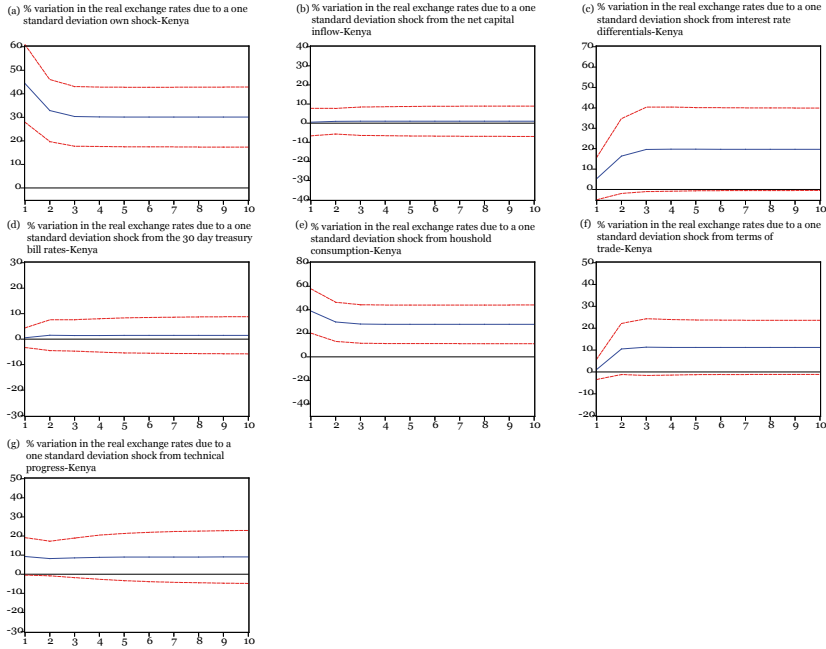 (a) % variation in the real exchange rates due to a one
standard deviation own shock-Kenya
60
50
40
30
20
10
0
1 2 3 4 5 6 7 8 9 10
(b) % variation in the real exchange rates due to a one
standard deviation shock from the net capital
inflow-Kenya
40
30
20
10
0
-10
-20
-30
-40
1 2 3 4 5 6 7 8 9 10
(c) % variation in the real exchange rates due to a one
standard deviation shock from interest rate
differentials-Kenya
70
60
50
40
30
20
10
0
1 2 3 4 5 6 7 8 9 10
(d) % variation in the real exchange rates due to a one
standard deviation shock from the 30 day treasury
bill rates-Kenya
30
20
10
0
-10
-20
-30
1 2 3 4 5 6 7 8 9 10
(e) % variation in the real exchange rates due to a one
standard deviation shock from houshold
consumption-Kenya
80
60
40
20
0
-20
-40
1 2 3 4 5 6 7 8 9 10
(f) % variation in the real exchange rates due to a one
standard deviation shock from terms of
trade-Kenya
50
40
30
20
10
0
-10
-20
1 2 3 4 5 6 7 8 9 10
(g) % variation in the real exchange rates due to a
one standard deviation shock from technical
progress-Kenya
50
40
30
20
10
0
-10
-20
-30
1 2 3 4 5 6 7 8 9 10